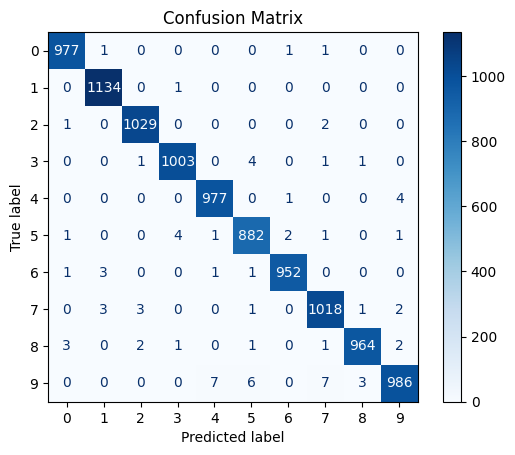 Confusion Matrix
0 977 1 0 0 0 0 1 1 0 0
1 0 1134 0 1 0 0 0 0 0 0
2 1 0 1029 0 0 0 0 2 0 0
3 0 0 1 1003 0 4 0 1 1 0
4 0 0 0 0 977 0 1 0 0 4
5 1 0 0 4 1 882 2 1 0 1
6 1 3 0 0 1 1 952 0 0 0
7 0 3 3 0 0 1 0 1018 1 2
8 3 0 2 1 0 1 0 1 964 2
9 0 0 0 0 7 6 0 7 3 986
0 1 2 3 4 5 6 7 8 9
Predicted label
True label
1000
800
600
400
200
0